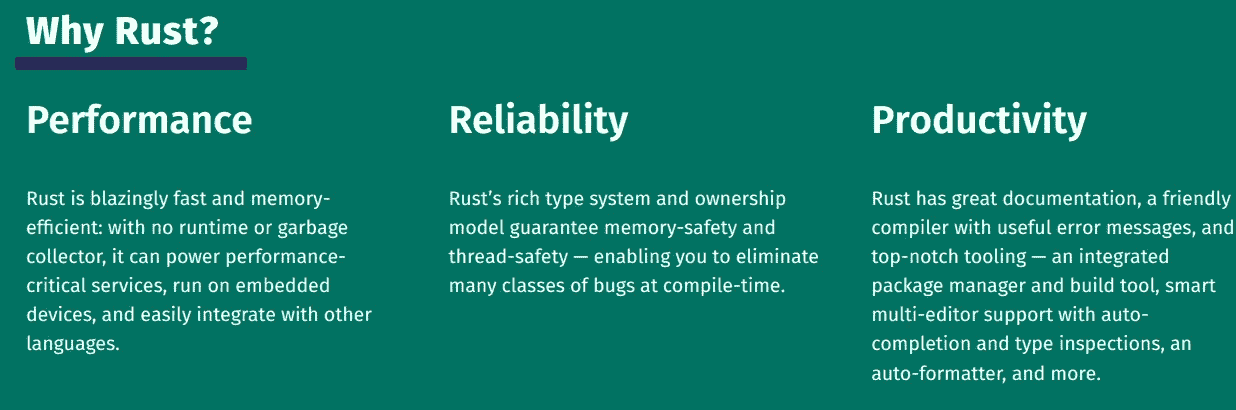 Why Rust?
Performance
Rust is blazingly fast and memory-
efficient: with no runtime or garbage
collector, it can power performance-
critical services, run on embedded
devices, and easily integrate with other
languages.
Reliability
Rust’s rich type system and ownership
model guarantee memory-safety and
thread-safety — enabling you to eliminate
many classes of bugs at compile-time.
Productivity
Rust has great documentation, a friendly
compiler with useful error messages, and
top-notch tooling — an integrated
package manager and build tool, smart
multi-editor support with auto-
completion and type inspections, an
auto-formatter, and more.